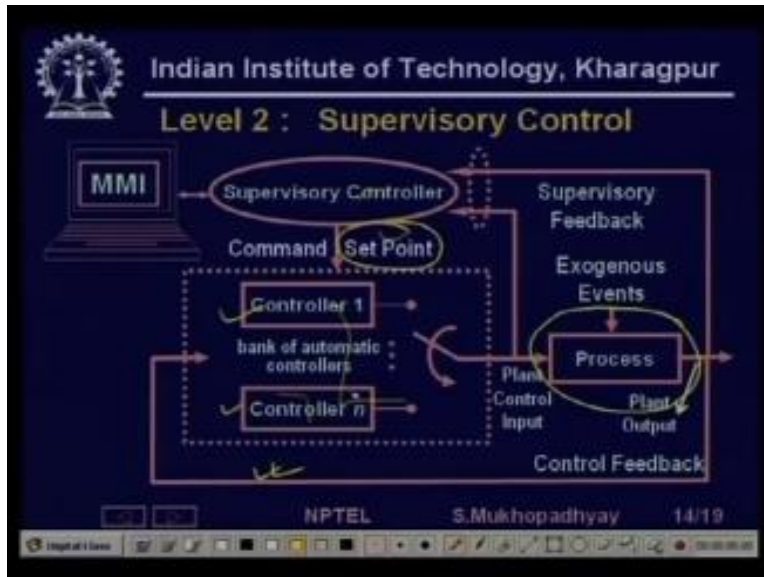 Indian Institute of Technology, Kharagpur
Level 2 : Supervisory Control
MMI
Supervisory Controller
Supervisory
Feedback
Command
Set Point
Exogenous
Events
Controller 1
bank of automatic
controllers
Process
Controller n
Plant
Control
Input
Plant
Output
Control Feedback
NPTEL
S.Mukhopadhyay
14/19